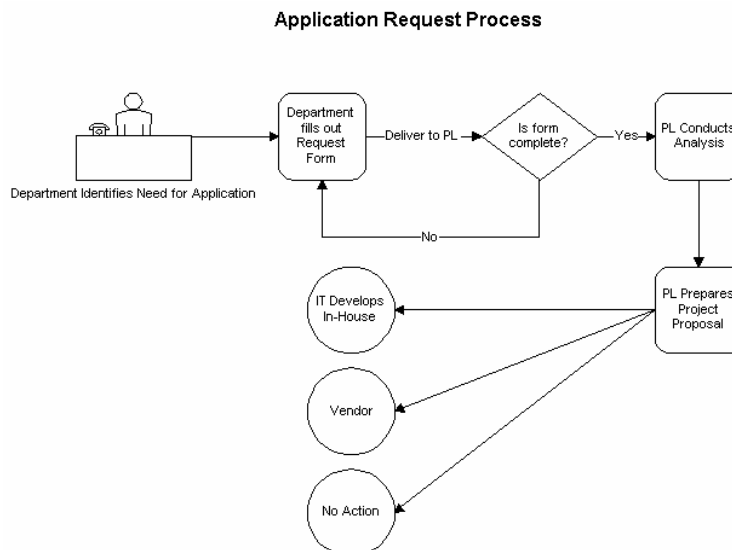 Application Request Process
Department
fills out
Request
Form
Deliver to PL
Is form
complete?
Yes
PL Conducts
Analysis
Department Identifies Need for Application
No
IT Develops
In-House
PL Prepares
Project
Proposal
Vendor
No Action